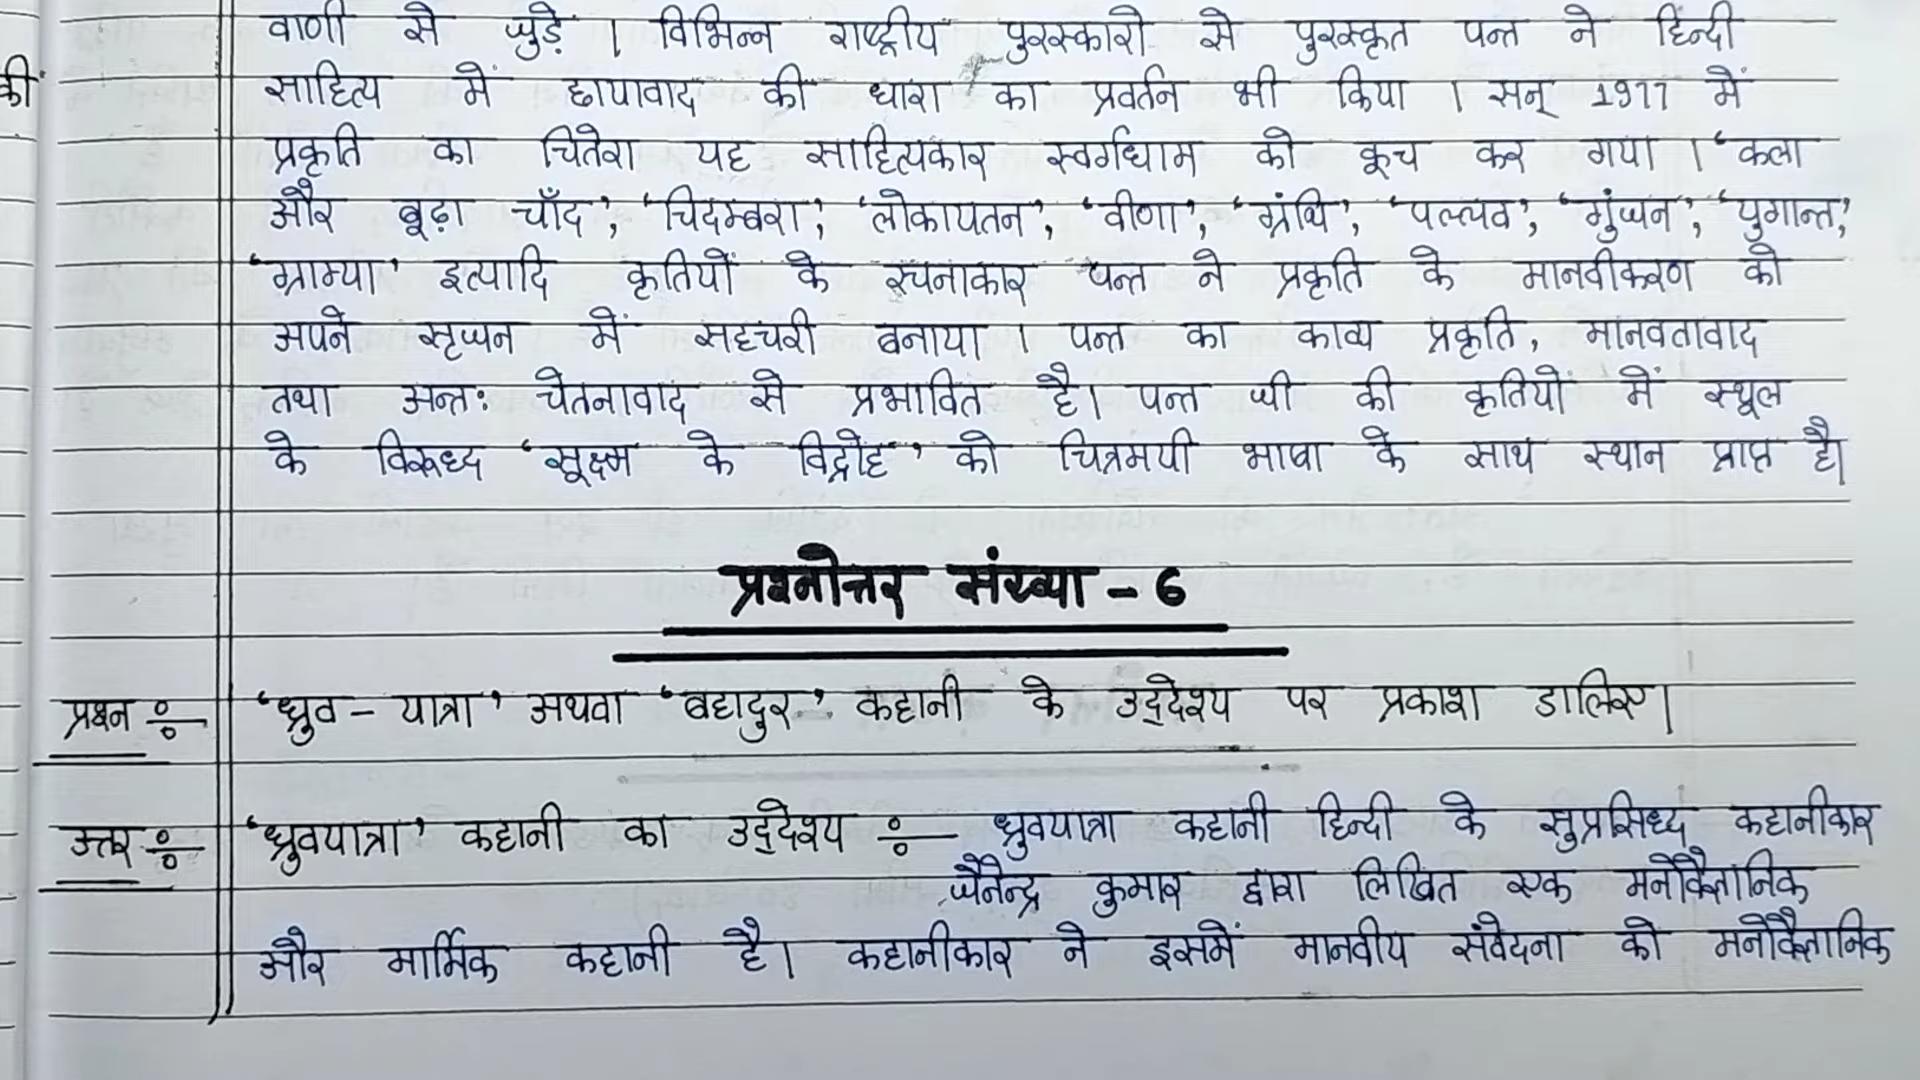 वाणी से जुड़े । विभिन्न राष्ट्रीय पुरस्कारो से पुरस्कृत पन्त ने हिन्दी
की साहित्य में छायावाद की धारा का प्रवर्तन भी किया । सन् 1977 में
प्रकृति का चितेरा यह साहित्यकार स्वर्गधाम को कूच कर गया । 'कला
और बूढ़ा चाँद', 'चिदम्बरा', 'लोकायतन', 'वीणा', 'ग्रंथि', 'पल्लव', 'गुंजन', 'युगान्त',
'ग्राम्या' इत्यादि कृतियों के रचनाकार पन्त ने प्रकृति के मानवीकरण को
अपने सृजन में सहचरी बनाया । पन्त का काव्य प्रकृति, मानवतावाद
तथा अन्तः चेतनावाद से प्रभावित है। पन्त जी की कृतियों में स्थूल
के विरूध्द 'सूक्ष्म के विद्रोह' को चित्रमयी भाषा के साथ स्थान प्राप्त है।
प्रश्नोत्तर संख्या - 6
प्रश्न ÷ 'ध्रुव - यात्रा' अथवा 'बहादुर' कहानी के उद्देश्य पर प्रकाश डालिए।
उत्तर ÷ 'ध्रुवयात्रा' कहानी का उद्देश्य ÷ ध्रुवयात्रा कहानी हिन्दी के सुप्रसिध्द कहानीकार
जैनेन्द्र कुमार द्वारा लिखित एक मनोवैज्ञानिक
और मार्मिक कहानी है। कहानीकार ने इसमें मानवीय संवेदना को मनोवैज्ञानिक